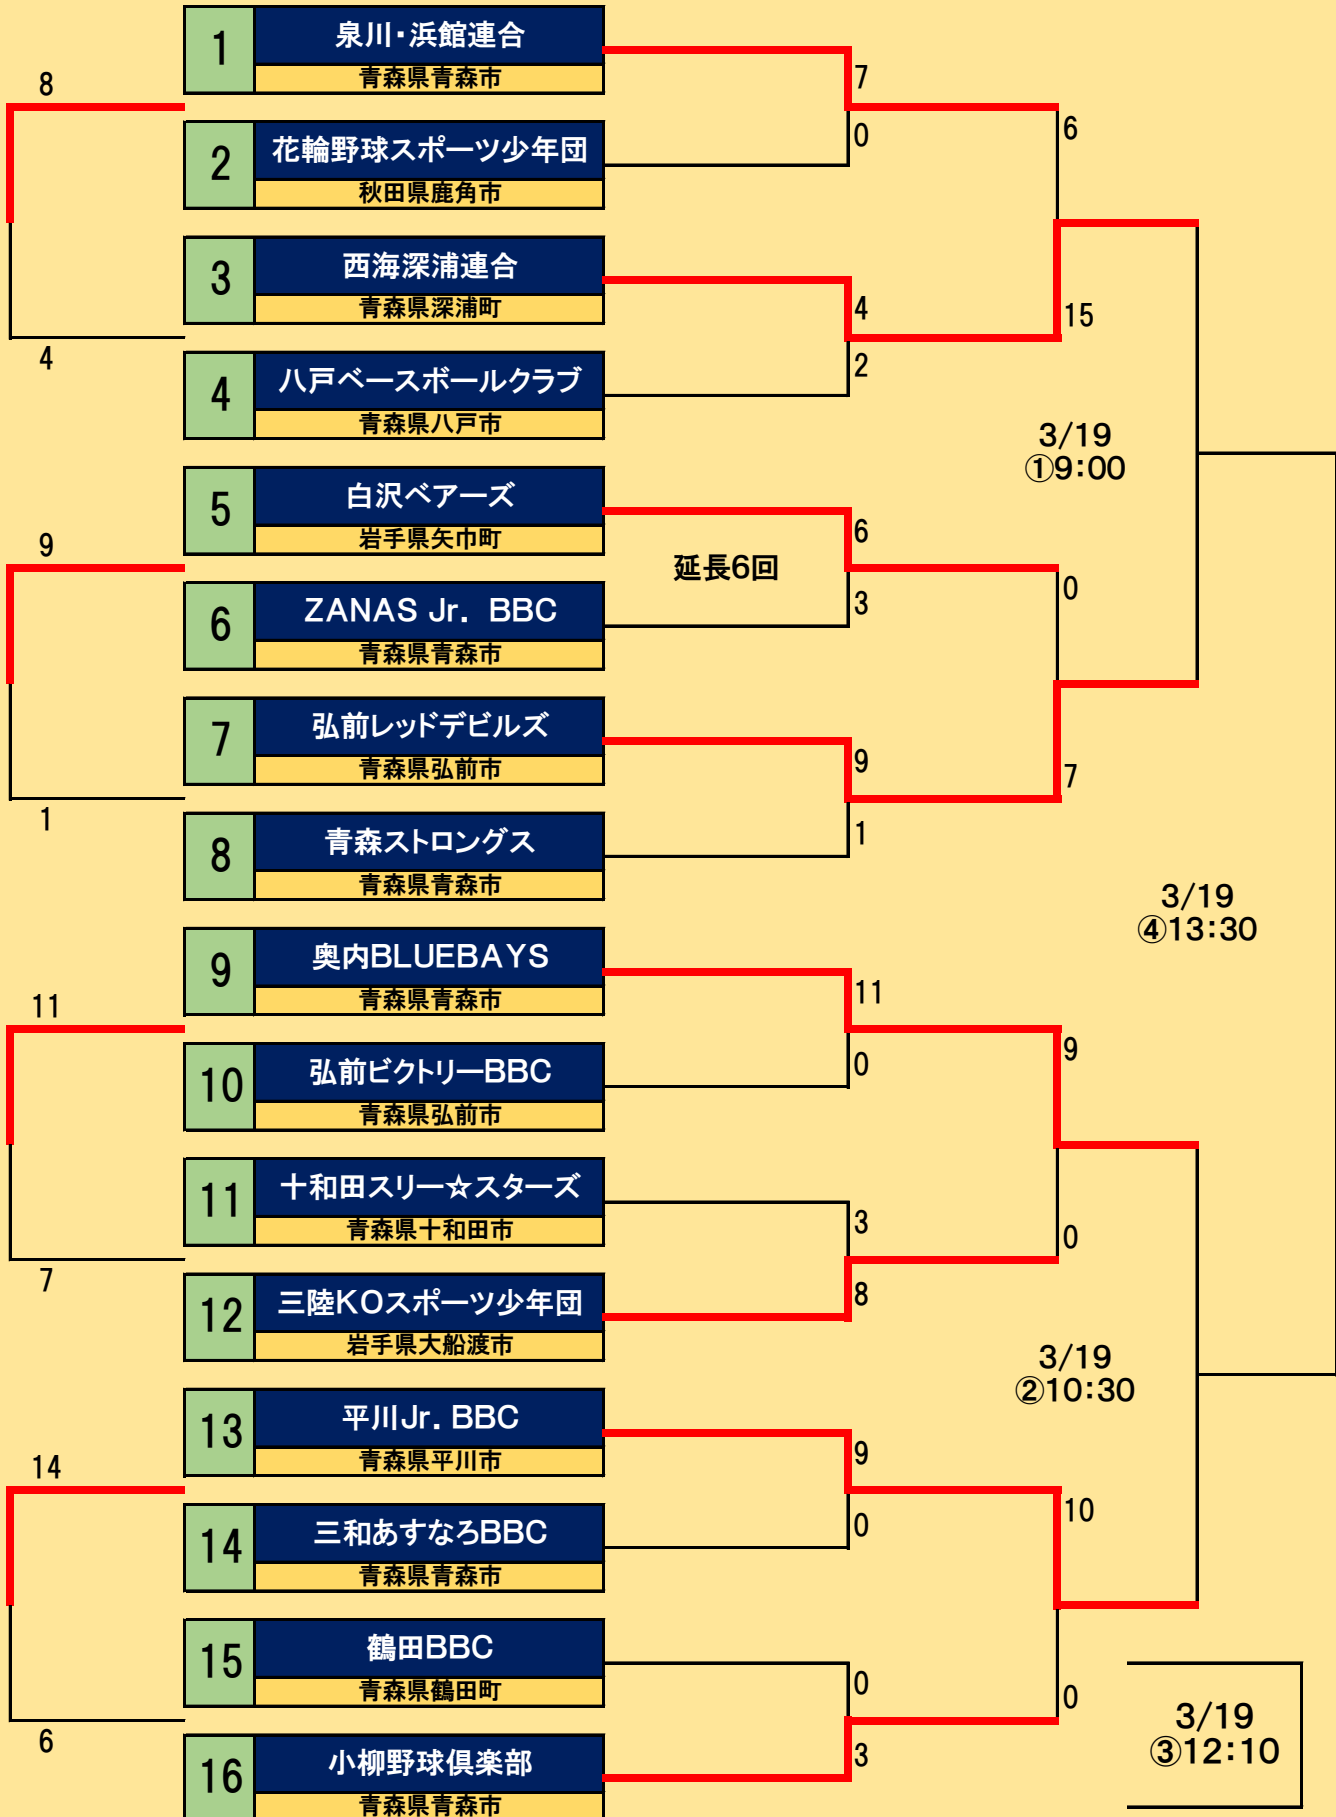 1
泉川・浜館連合
青森県青森市
8
7
0
6
2
花輪野球スポーツ少年団
秋田県鹿角市
3
西海深浦連合
青森県深浦町
4
15
4
2
4
八戸ベースボールクラブ
青森県八戸市
3/19
①9:00
5
白沢ベアーズ
岩手県矢巾町
9
延長6回
6
3
0
6
ZANAS Jr. BBC
青森県青森市
7
弘前レッドデビルズ
青森県弘前市
9
7
1
1
8
青森ストロングス
青森県青森市
3/19
④13:30
9
奥内BLUEBAYS
青森県青森市
11
11
0
9
10
弘前ビクトリーBBC
青森県弘前市
11
十和田スリー☆スターズ
青森県十和田市
3
0
7
8
12
三陸KOスポーツ少年団
岩手県大船渡市
3/19
②10:30
13
平川Jr. BBC
青森県平川市
14
9
0
10
14
三和あすなろBBC
青森県青森市
15
鶴田BBC
青森県鶴田町
0
0
6
3
3/19
③12:10
16
小柳野球倶楽部
青森県青森市